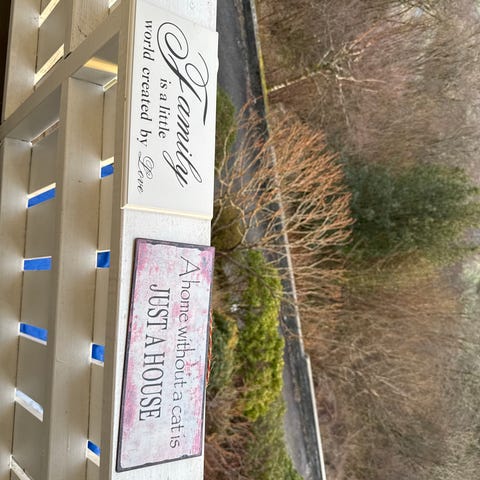 Family
is a little
world created by Love
A home without a cat is
JUST A HOUSE